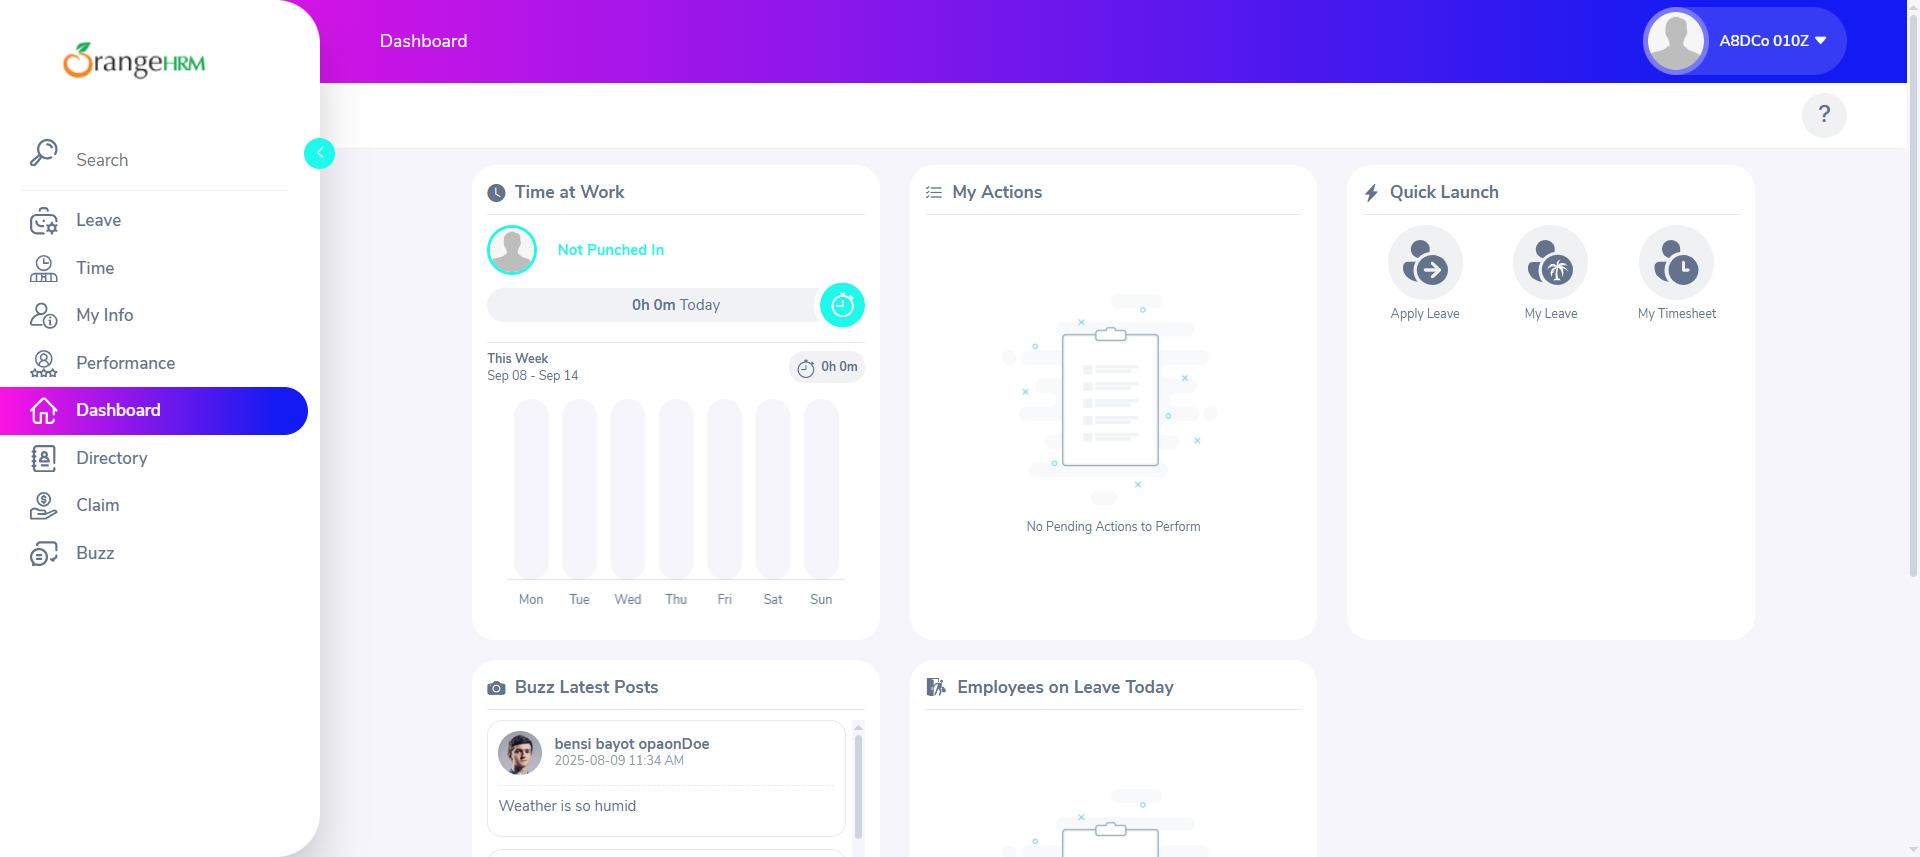 OrangeHRM
Search
Leave
Time
My Info
Performance
Dashboard
Directory
Claim
Buzz
Dashboard
A8DCo 010Z
?
Time at Work
Not Punched In
0h 0m Today
This Week
Sep 08 - Sep 14
0h 0m
Mon Tue Wed Thu Fri Sat Sun
My Actions
No Pending Actions to Perform
Quick Launch
Apply Leave
My Leave
My Timesheet
Buzz Latest Posts
bensi bayot opaonDoe
2025-08-09 11:34 AM
Weather is so humid
Employees on Leave Today